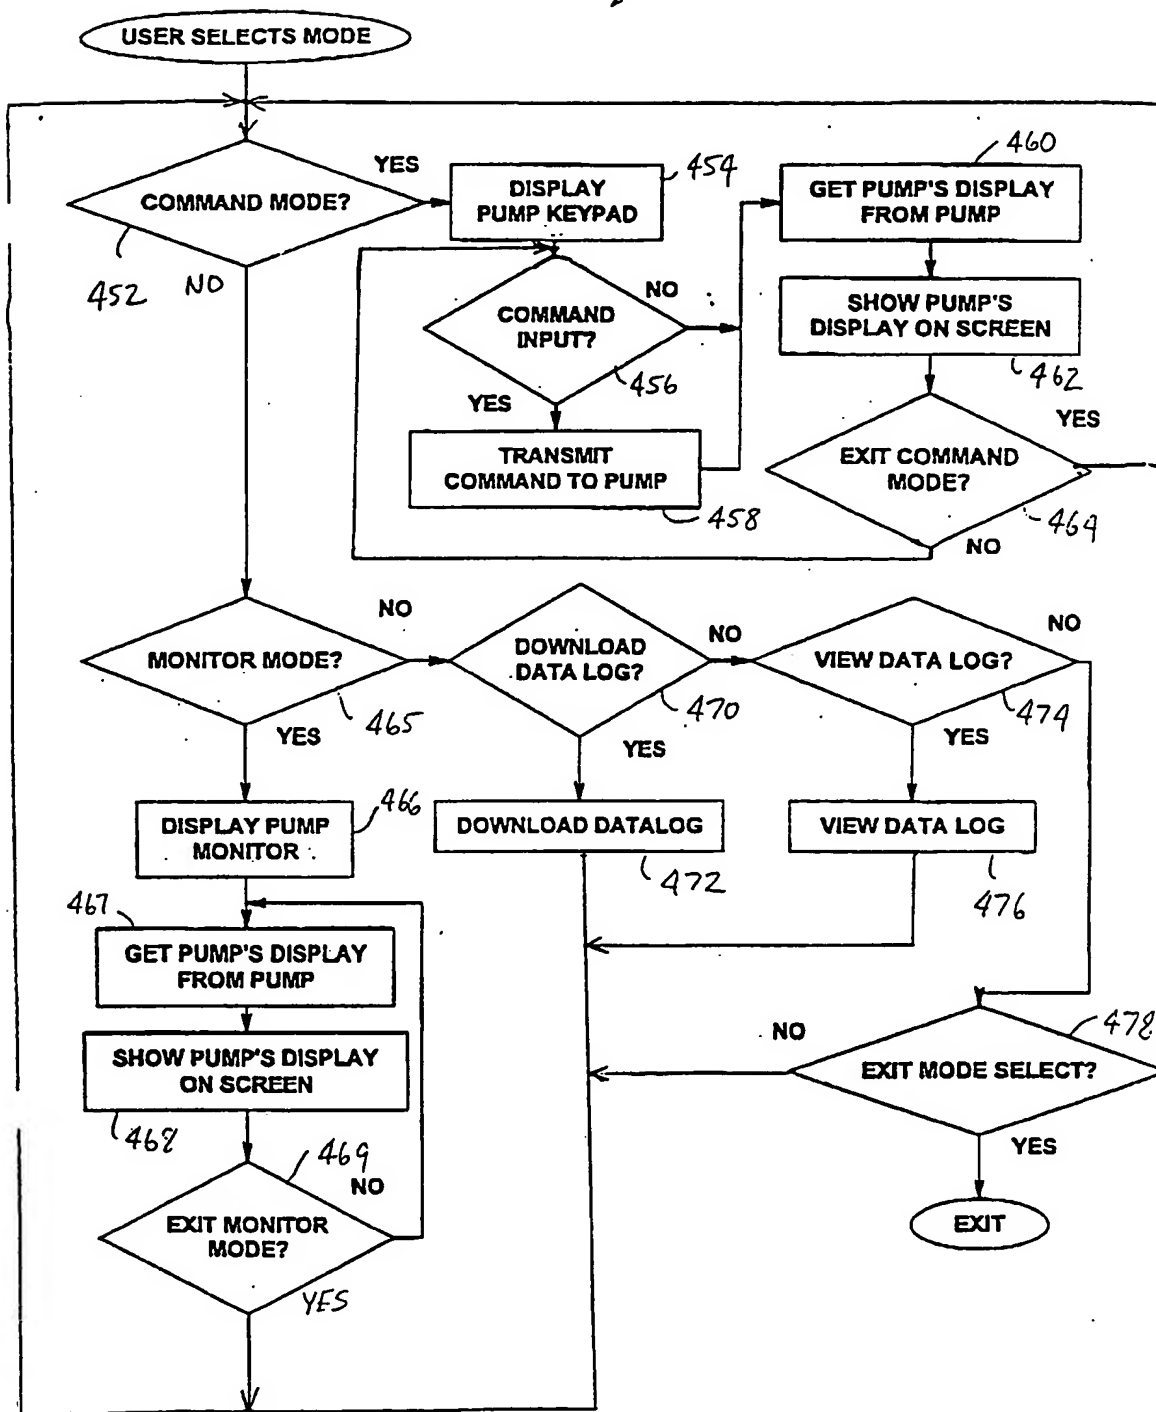 USER SELECTS MODE
COMMAND MODE?
YES
452
NO
DISPLAY
PUMP KEYPAD
454
460
GET PUMP'S DISPLAY
FROM PUMP
COMMAND
INPUT?
NO
456
YES
TRANSMIT
COMMAND TO PUMP
458
SHOW PUMP'S
DISPLAY ON SCREEN
462
EXIT COMMAND
MODE?
YES
464
NO
MONITOR MODE?
NO
465
YES
DOWNLOAD
DATA LOG?
NO
470
YES
VIEW DATA LOG?
NO
474
YES
DISPLAY PUMP
MONITOR
466
DOWNLOAD DATALOG
472
VIEW DATA LOG
476
467
GET PUMP'S DISPLAY
FROM PUMP
SHOW PUMP'S DISPLAY
ON SCREEN
468
EXIT MODE SELECT?
NO
478
YES
EXIT
469
EXIT MONITOR
MODE?
NO
YES